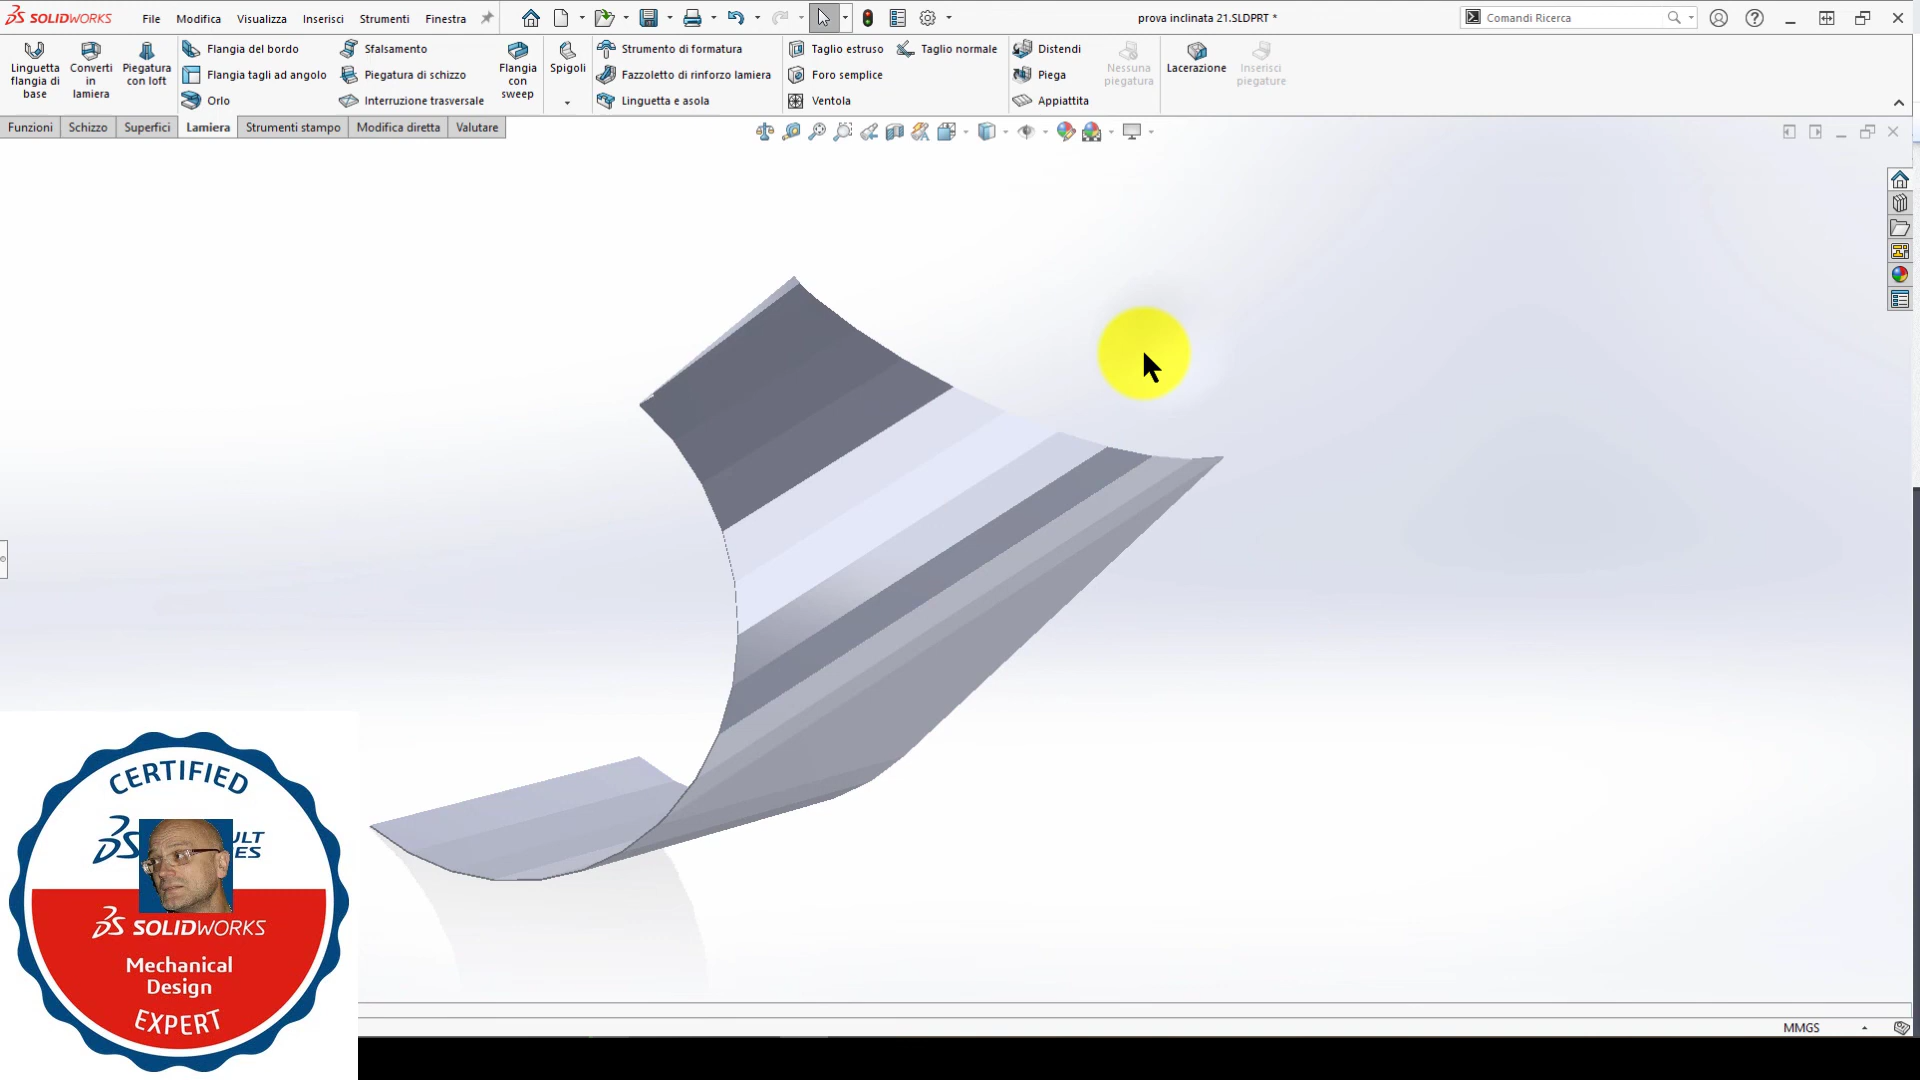 SOLIDWORKS File Modifica Visualizza Inserisci Strumenti Finestra prova inclinata 21.SLDPRT * Comandi Ricerca
Linguetta flangia di base
Converti in lamiera
Piegatura con loft
Flangia del bordo
Flangia tagli ad angolo
Orlo
Sfalsamento
Piegatura di schizzo
Interruzione trasversale
Flangia con sweep
Spigoli
Strumento di formatura
Fazzoletto di rinforzo lamiera
Linguetta e asola
Taglio estruso
Foro semplice
Ventola
Taglio normale
Distendi
Piega
Appiattita
Nessuna piegatura
Lacerazione
Inserisci piegature
Funzioni Schizzo Superfici Lamiera Strumenti stampo Modifica diretta Valutare
CERTIFIED
ULT
ES
SOLIDWORKS
Mechanical
Design
EXPERT
MMGS